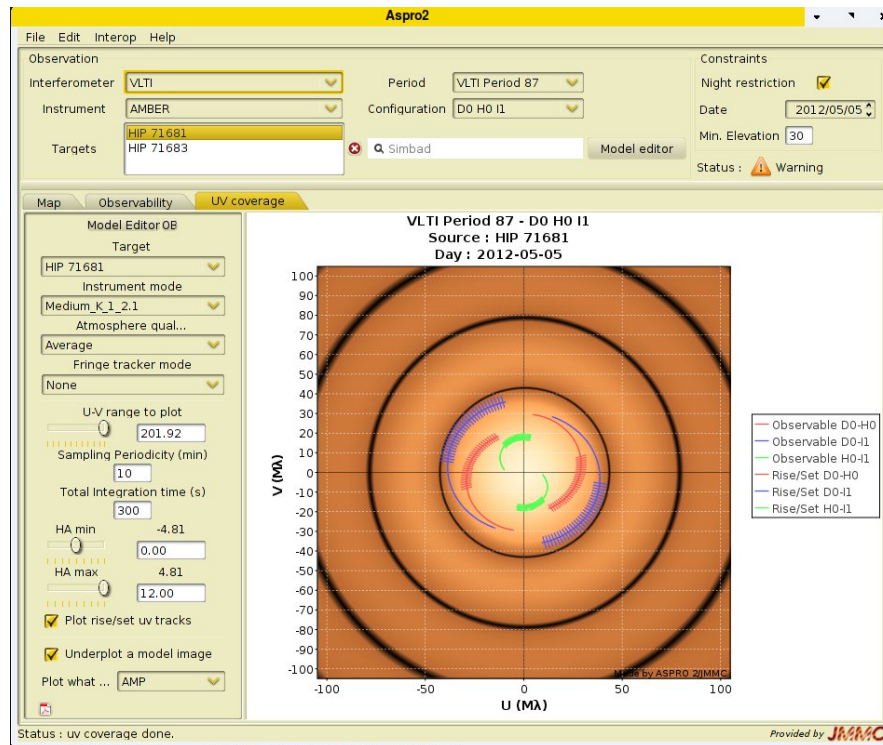 Aspro2
File Edit Interop Help
Observation
Interferometer VLTI Period VLTI Period 87
Instrument AMBER Configuration D0 H0 I1
Targets HIP 71681
HIP 71683
Simbad
Model editor
Constraints
Night restriction
Date 2012/05/05
Min. Elevation 30
Status : Warning
Map Observability UV coverage
Model Editor OB
Target
HIP 71681
Instrument mode
Medium_K_1_2.1
Atmosphere qual...
Average
Fringe tracker mode
None
U-V range to plot
201.92
Sampling Periodicity (min)
10
Total Integration time (s)
300
HA min -4.81
0.00
HA max 4.81
12.00
Plot rise/set uv tracks
Underplot a model image
Plot what ... AMP
VLTI Period 87 - D0 H0 I1
Source : HIP 71681
Day : 2012-05-05
100
90
80
70
60
50
40
30
20
10
0
-10
-20
-30
-40
-50
-60
-70
-80
-90
-100
V (Mλ)
-100 -50 0 50 100
U (Mλ)
Made by ASPRO 2/JMMC
Observable D0-H0
Observable D0-I1
Observable H0-I1
Rise/Set D0-H0
Rise/Set D0-I1
Rise/Set H0-I1
Status : uv coverage done.
Provided by JMMC